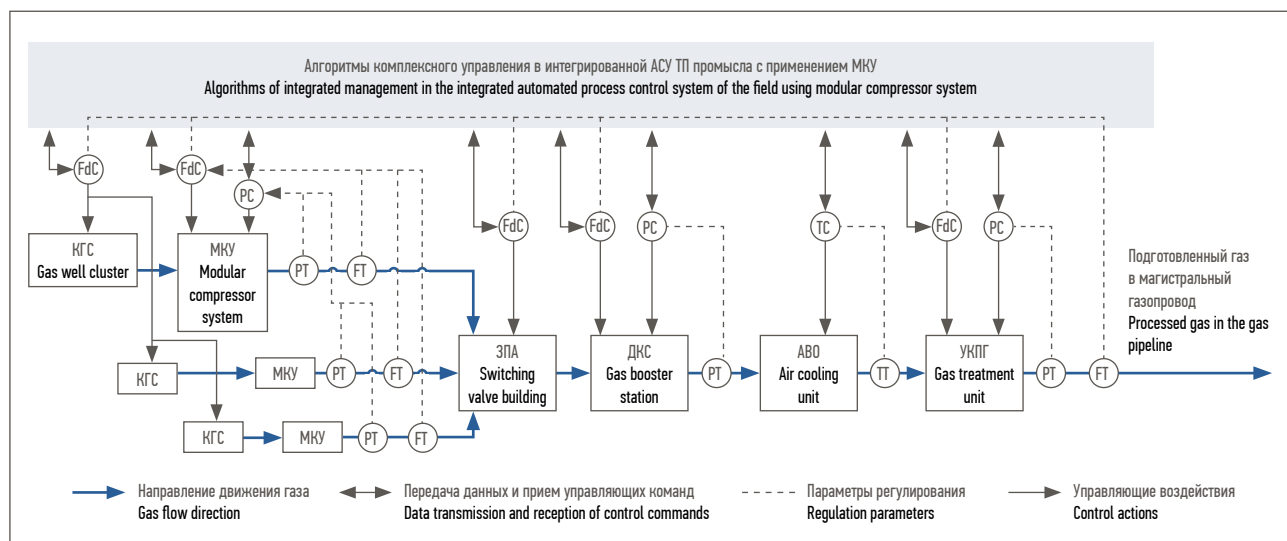 Алгоритмы комплексного управления в интегрированной АСУ ТП промысла с применением МКУ
Algorithms of integrated management in the integrated automated process control system of the field using modular compressor system
FdC
FdC
PC
FdC
FdC
PC
TC
FdC
PC
КГС
Gas well cluster
МКУ
Modular
compressor
system
PT
FT
Подготовленный газ
в магистральный
газопровод
Processed gas in the gas
pipeline
КГС
МКУ
PT
FT
ЗПА
Switching
valve building
ДКС
Gas booster
station
PT
АВО
Air cooling
unit
TT
УКПГ
Gas treatment
unit
PT
FT
КГС
МКУ
PT
FT
Направление движения газа
Gas flow direction
Передача данных и прием управляющих команд
Data transmission and reception of control commands
Параметры регулирования
Regulation parameters
Управляющие воздействия
Control actions